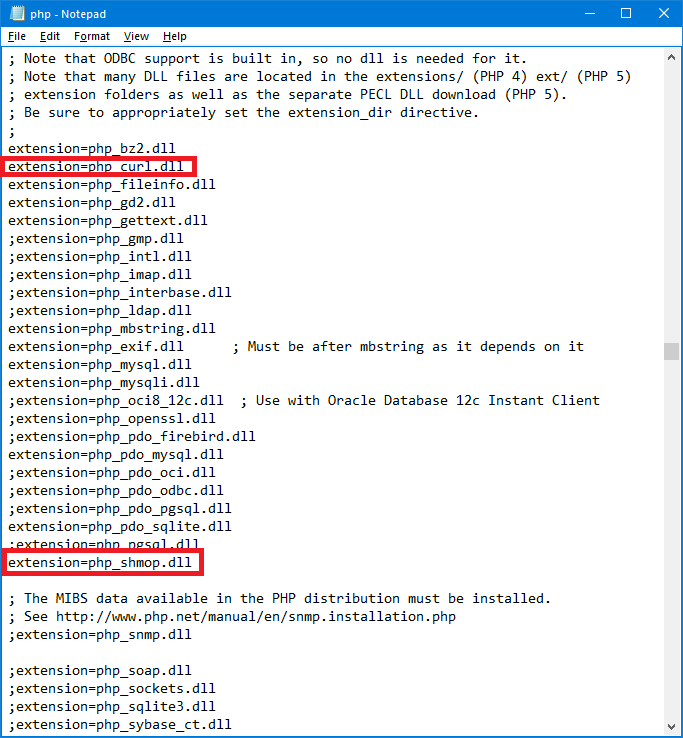 php - Notepad
File Edit Format View Help
; Note that ODBC support is built in, so no dll is needed for it.
; Note that many DLL files are located in the extensions/ (PHP 4) ext/ (PHP 5)
; extension folders as well as the separate PECL DLL download (PHP 5).
; Be sure to appropriately set the extension_dir directive.
;
extension=php_bz2.dll
extension=php_curl.dll
extension=php_fileinfo.dll
extension=php_gd2.dll
extension=php_gettext.dll
;extension=php_gmp.dll
;extension=php_intl.dll
;extension=php_imap.dll
;extension=php_interbase.dll
;extension=php_ldap.dll
extension=php_mbstring.dll
extension=php_exif.dll      ; Must be after mbstring as it depends on it
extension=php_mysql.dll
extension=php_mysqli.dll
;extension=php_oci8_12c.dll  ; Use with Oracle Database 12c Instant Client
;extension=php_openssl.dll
;extension=php_pdo_firebird.dll
extension=php_pdo_mysql.dll
;extension=php_pdo_oci.dll
;extension=php_pdo_odbc.dll
;extension=php_pdo_pgsql.dll
extension=php_pdo_sqlite.dll
;extension=php_pgsql.dll
extension=php_shmop.dll
; The MIBS data available in the PHP distribution must be installed.
; See http://www.php.net/manual/en/snmp.installation.php
;extension=php_snmp.dll
;extension=php_soap.dll
;extension=php_sockets.dll
;extension=php_sqlite3.dll
;extension=php_sybase_ct.dll